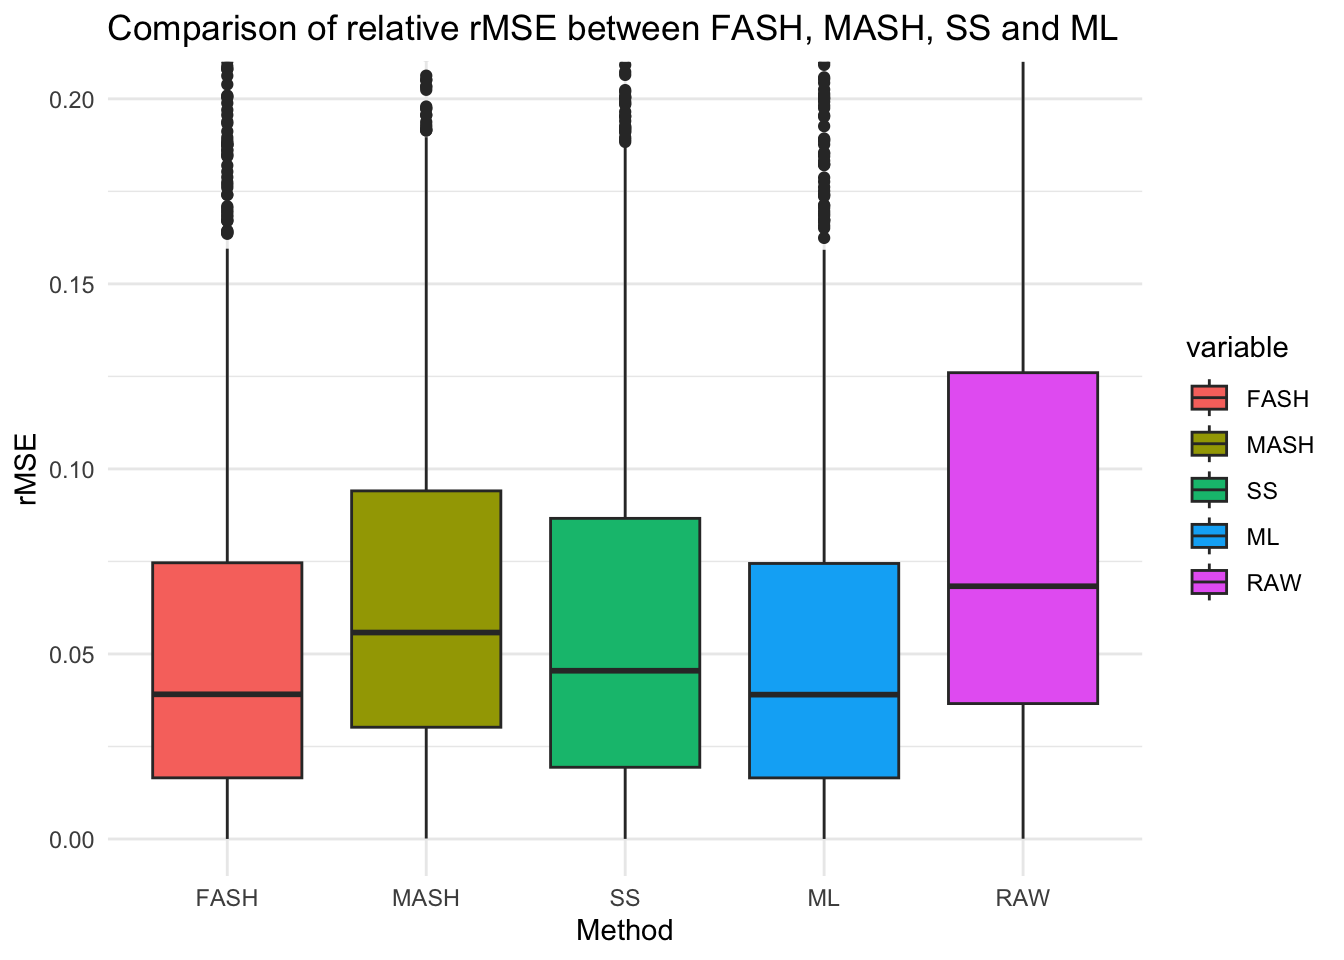 Comparison of relative rMSE between FASH, MASH, SS and ML
0.20
0.15
0.10
0.05
0.00
rMSE
FASH
MASH
SS
ML
RAW
Method
variable
FASH
MASH
SS
ML
RAW